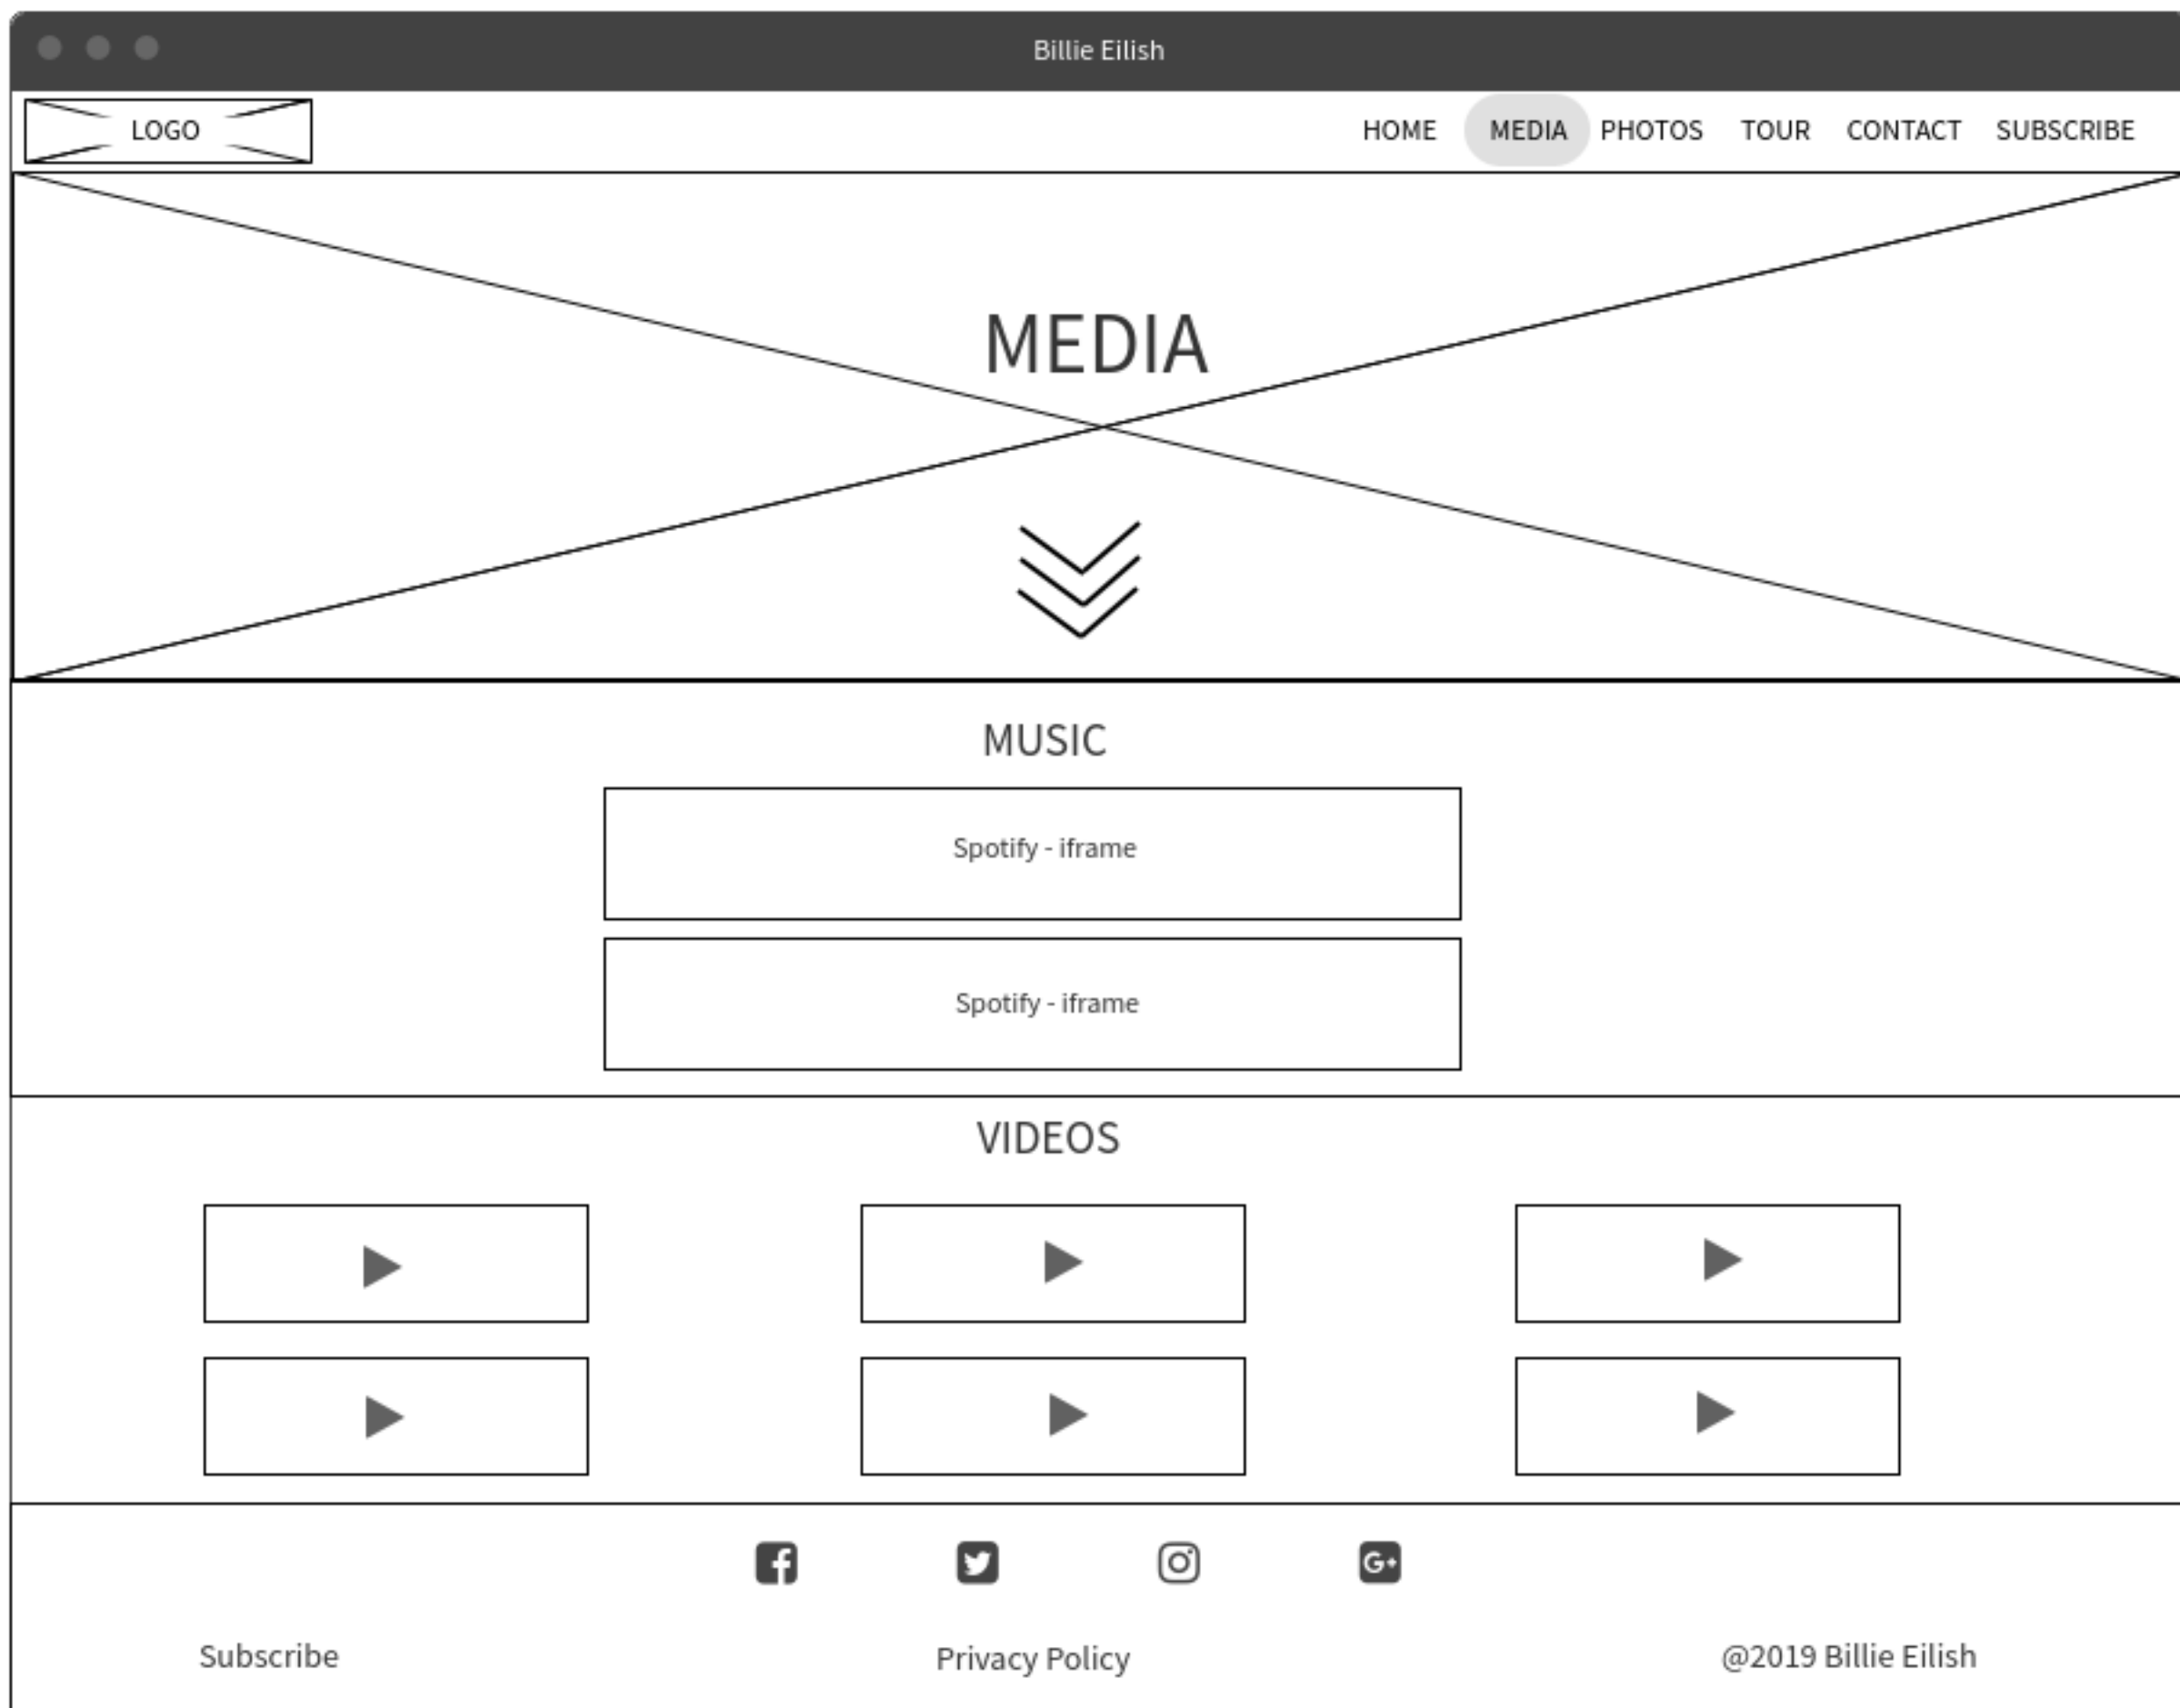 Billie Eilish
LOGO
HOME MEDIA PHOTOS TOUR CONTACT SUBSCRIBE
MEDIA
MUSIC
Spotify - iframe
Spotify - iframe
VIDEOS
Subscribe Privacy Policy @2019 Billie Eilish